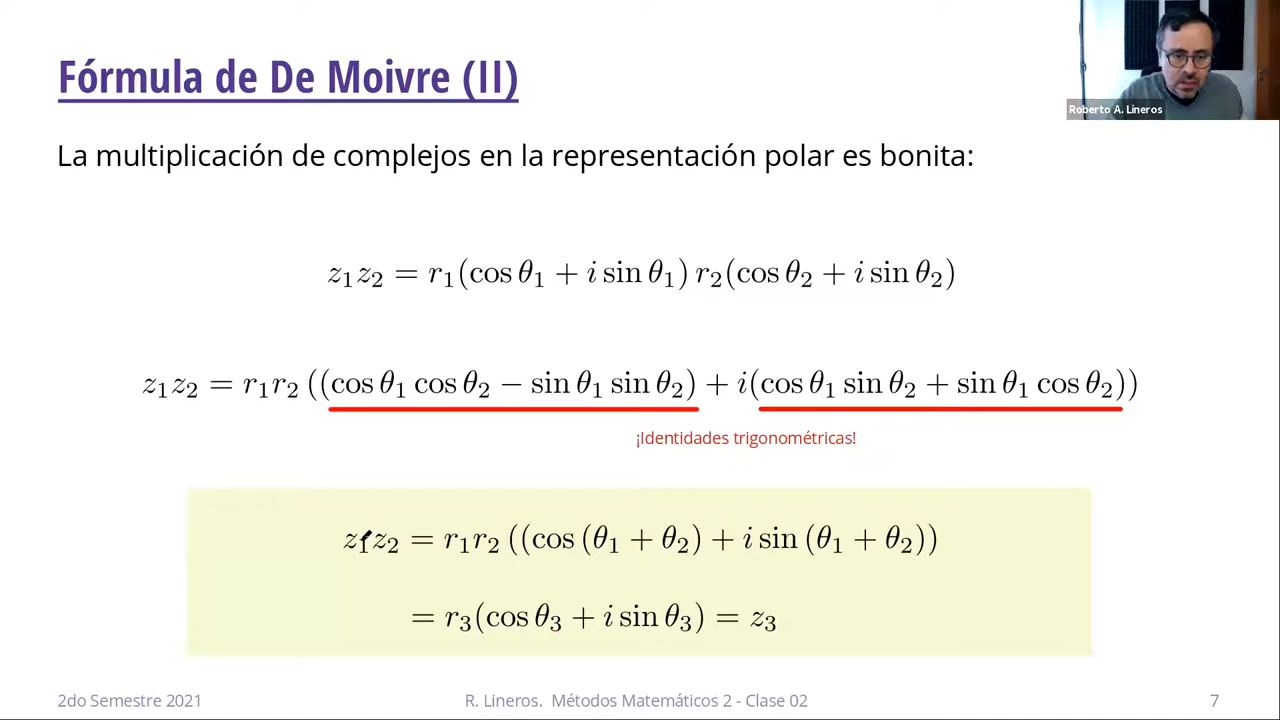 Fórmula de De Moivre (II)
Roberto A. Lineros
La multiplicación de complejos en la representación polar es bonita:
z₁z₂ = r₁(cos θ₁ + i sin θ₁) r₂(cos θ₂ + i sin θ₂)
z₁z₂ = r₁r₂ ((cos θ₁ cos θ₂ − sin θ₁ sin θ₂) + i(cos θ₁ sin θ₂ + sin θ₁ cos θ₂))
¡Identidades trigonométricas!
z₁z₂ = r₁r₂ ((cos (θ₁ + θ₂) + i sin (θ₁ + θ₂))
= r₃(cos θ₃ + i sin θ₃) = z₃
2do Semestre 2021
R. Lineros. Métodos Matemáticos 2 - Clase 02
7